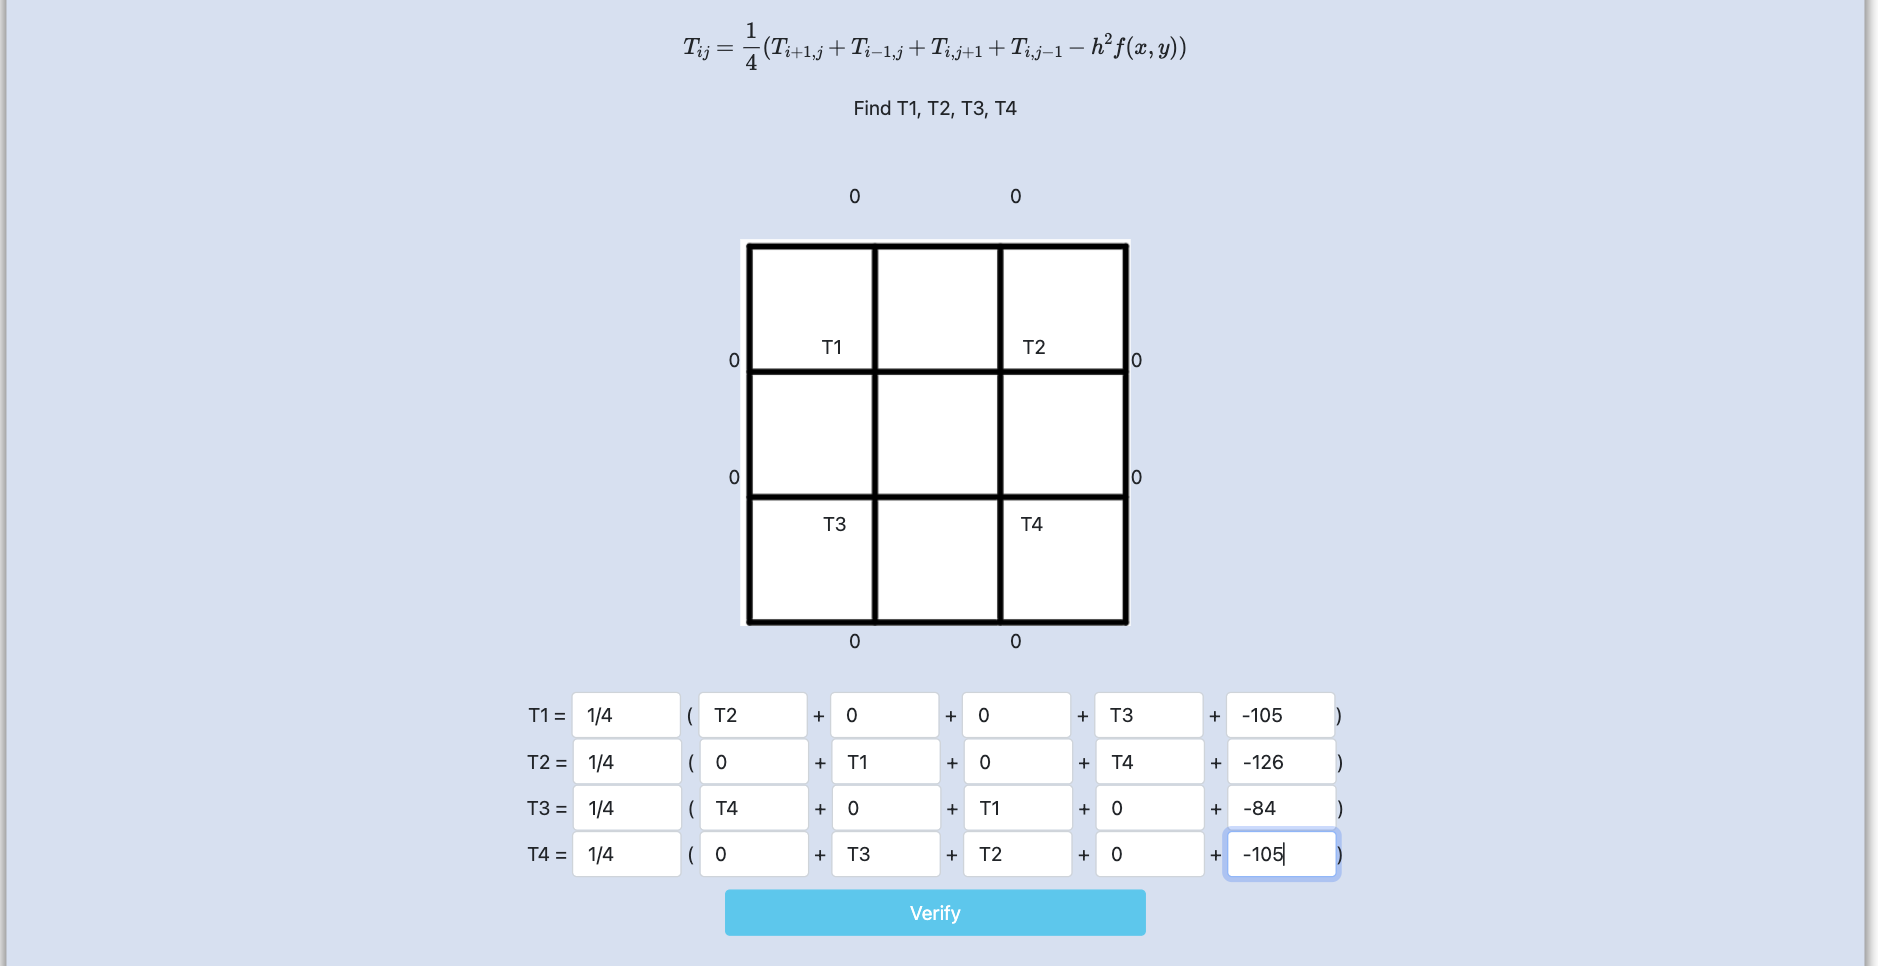 T_{ij} = \frac{1}{4}(T_{i+1,j} + T_{i-1,j} + T_{i,j+1} + T_{i,j-1} - h^2 f(x, y))
Find T1, T2, T3, T4
0 0
T1 T2
0 0
0 0
T3 T4
0 0
T1 = 1/4 ( T2 + 0 + 0 + T3 + -105 )
T2 = 1/4 ( 0 + T1 + 0 + T4 + -126 )
T3 = 1/4 ( T4 + 0 + T1 + 0 + -84 )
T4 = 1/4 ( 0 + T3 + T2 + 0 + -105 )
Verify